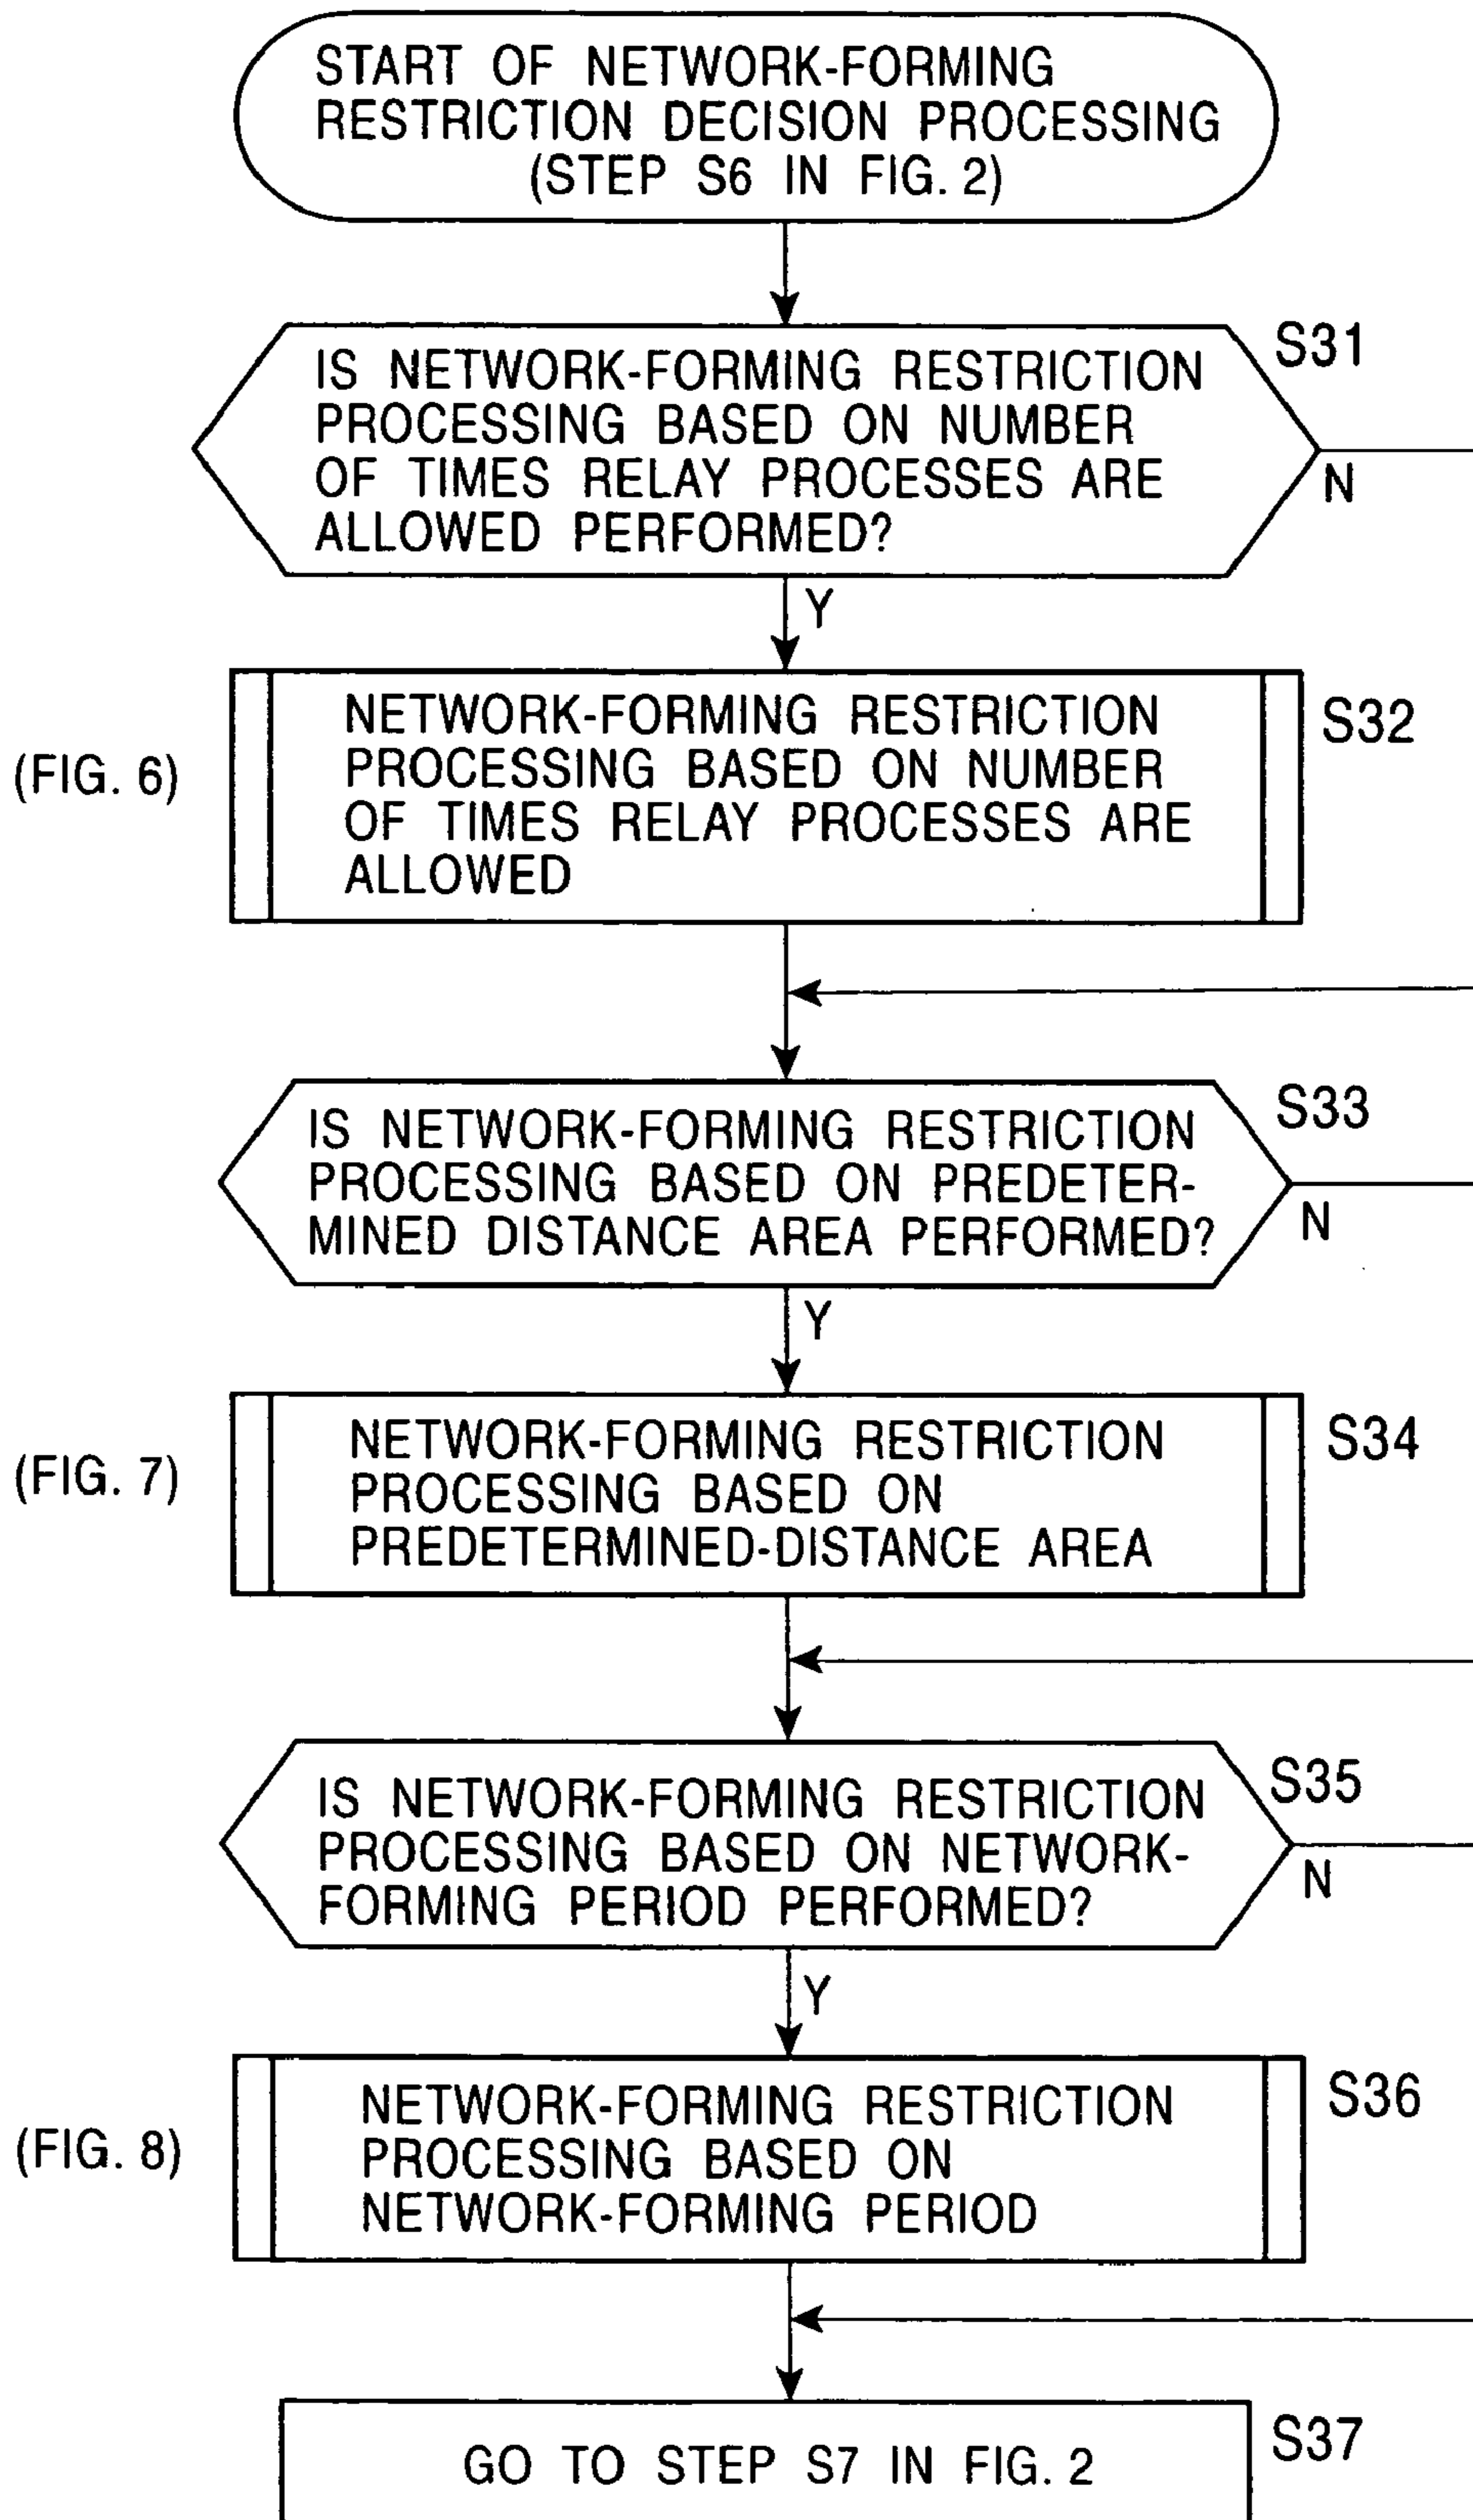 START OF NETWORK-FORMING
RESTRICTION DECISION PROCESSING
(STEP S6 IN FIG. 2)
S31
IS NETWORK-FORMING RESTRICTION
PROCESSING BASED ON NUMBER
OF TIMES RELAY PROCESSES ARE
ALLOWED PERFORMED?
N
Y
S32
NETWORK-FORMING RESTRICTION
PROCESSING BASED ON NUMBER
OF TIMES RELAY PROCESSES ARE
ALLOWED
(FIG. 6)
S33
IS NETWORK-FORMING RESTRICTION
PROCESSING BASED ON PREDETER-
MINED DISTANCE AREA PERFORMED?
N
Y
S34
NETWORK-FORMING RESTRICTION
PROCESSING BASED ON
PREDETERMINED-DISTANCE AREA
(FIG. 7)
S35
IS NETWORK-FORMING RESTRICTION
PROCESSING BASED ON NETWORK-
FORMING PERIOD PERFORMED?
N
Y
S36
NETWORK-FORMING RESTRICTION
PROCESSING BASED ON
NETWORK-FORMING PERIOD
(FIG. 8)
S37
GO TO STEP S7 IN FIG. 2